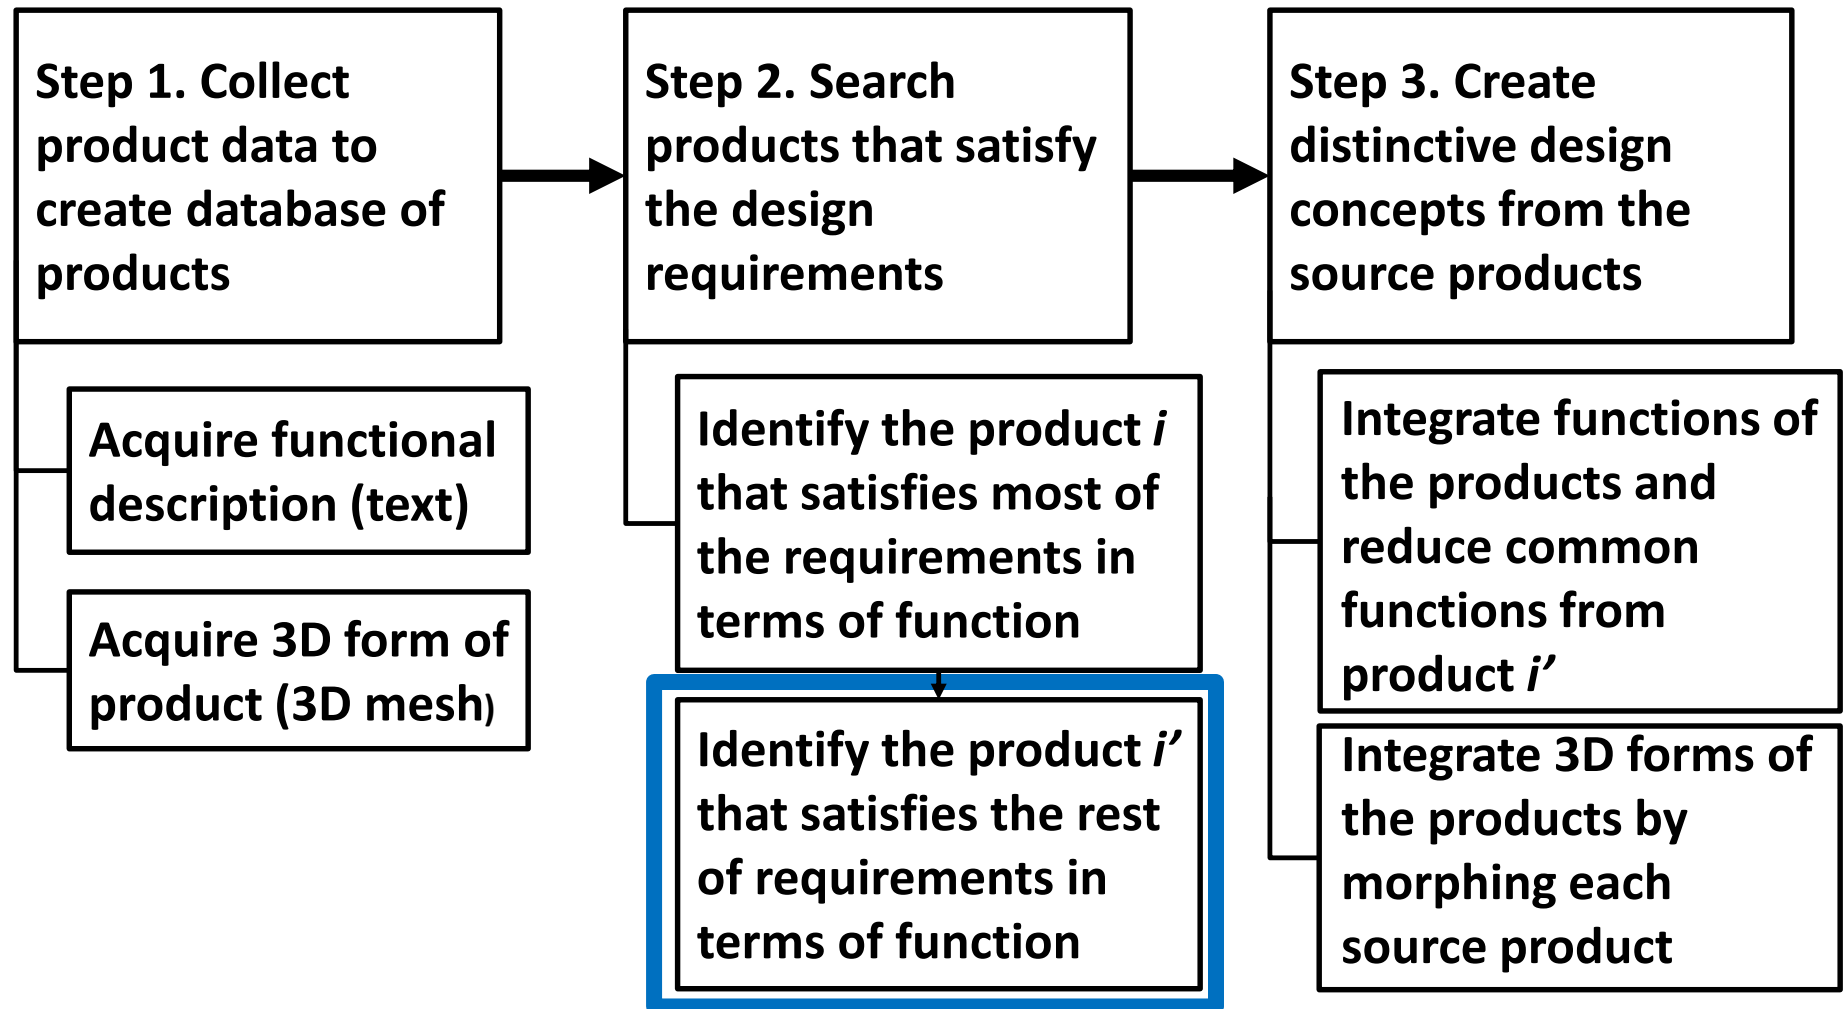 Step 1. Collect
product data to
create database of
products
Acquire functional
description (text)
Acquire 3D form of
product (3D mesh)
Step 2. Search
products that satisfy
the design
requirements
Identify the product i
that satisfies most of
the requirements in
terms of function
Identify the product i’
that satisfies the rest
of requirements in
terms of function
Step 3. Create
distinctive design
concepts from the
source products
Integrate functions of
the products and
reduce common
functions from
product i’
Integrate 3D forms of
the products by
morphing each
source product